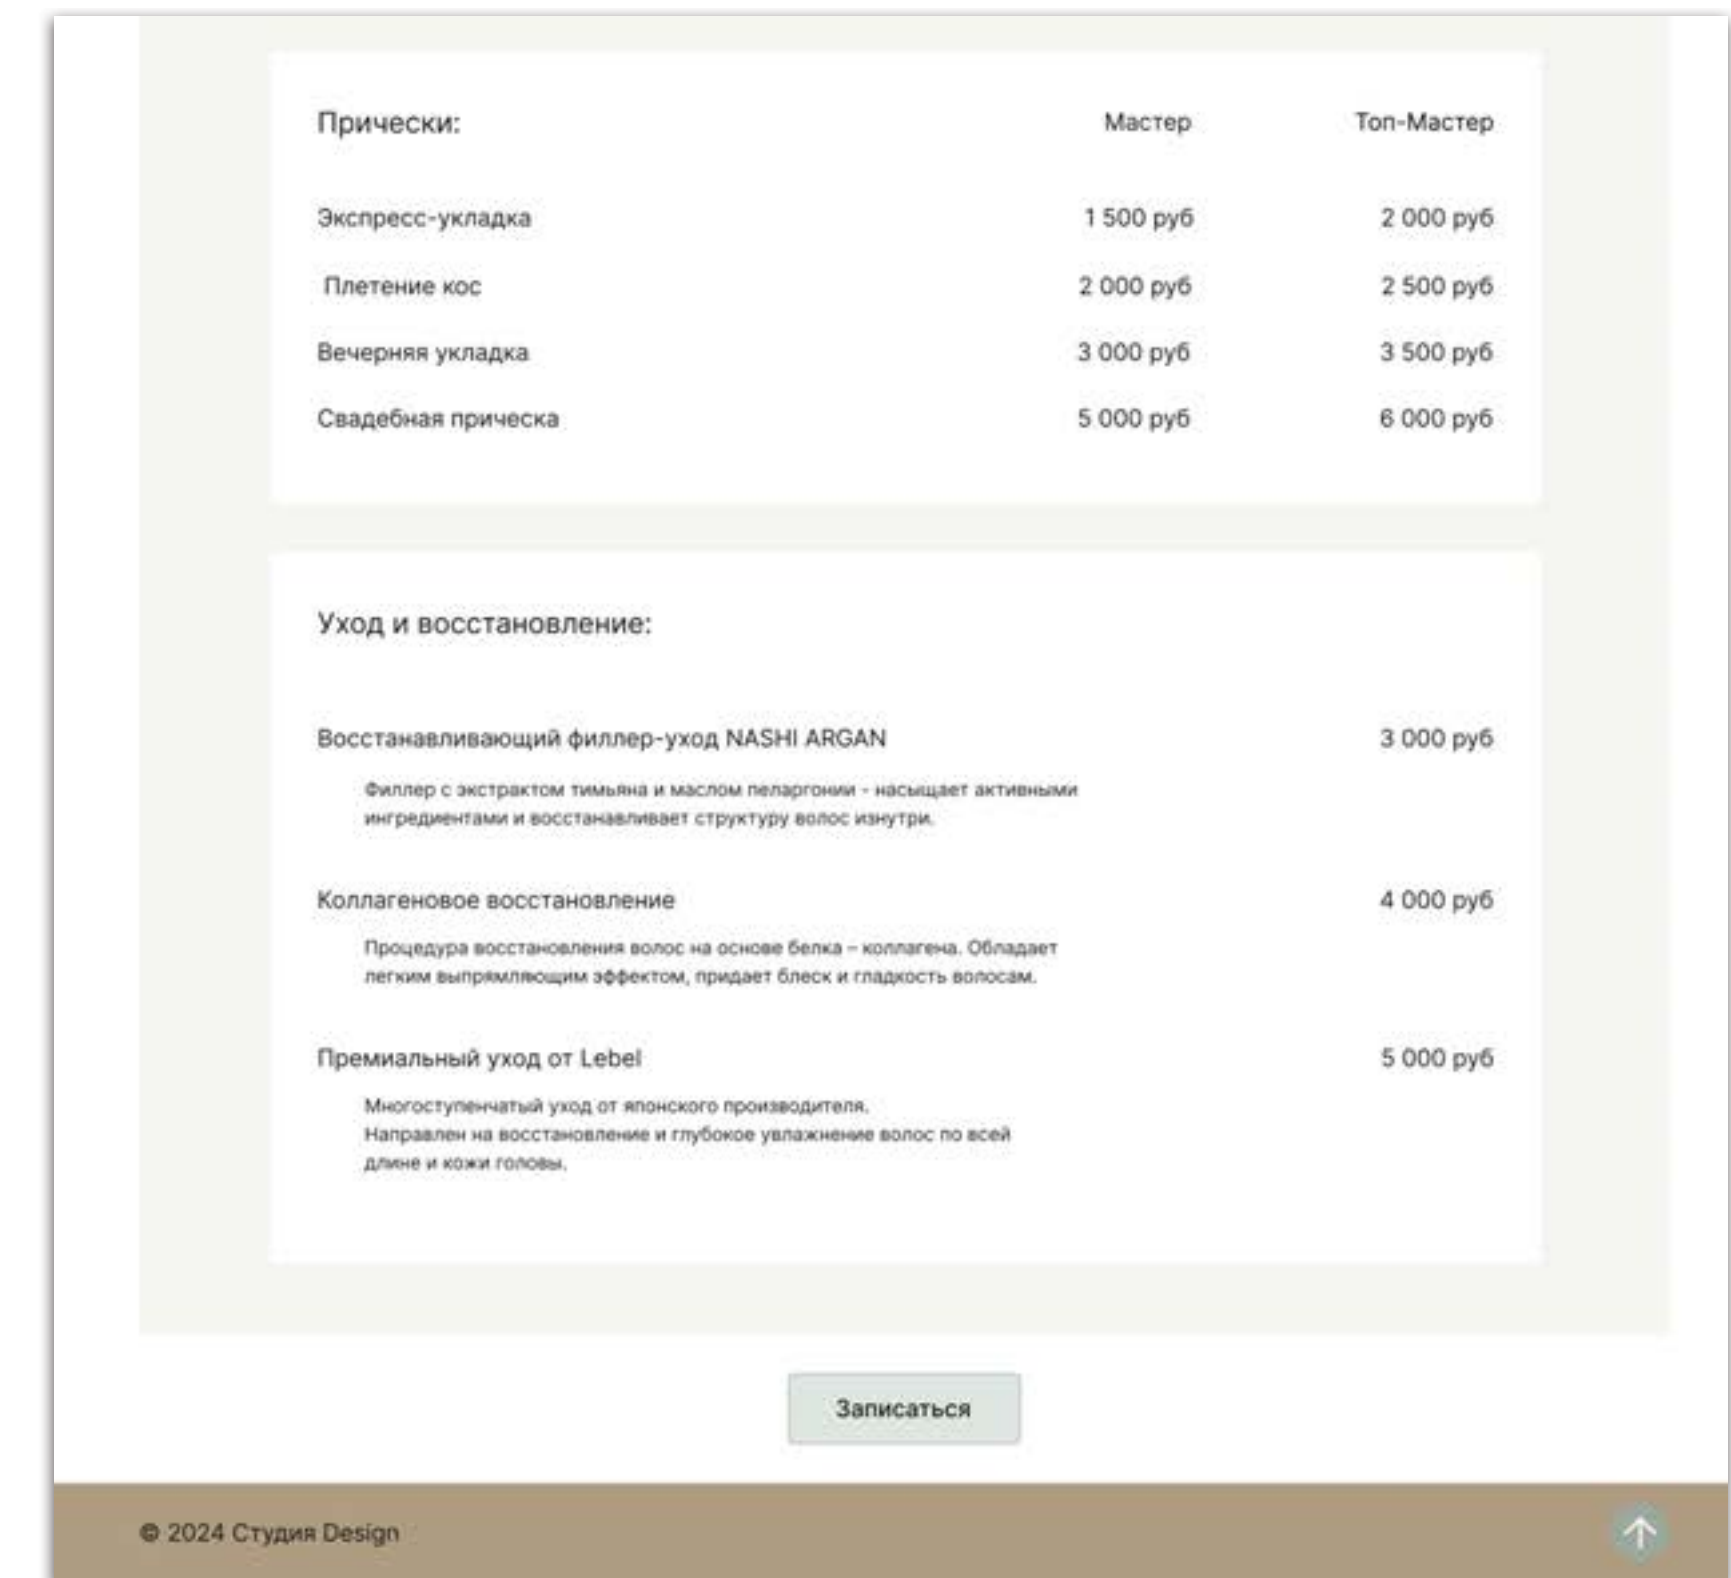 Прически: Мастер Топ-Мастер
Экспресс-укладка 1 500 руб 2 000 руб
Плетение кос 2 000 руб 2 500 руб
Вечерняя укладка 3 000 руб 3 500 руб
Свадебная прическа 5 000 руб 6 000 руб
Уход и восстановление:
Восстанавливающий филлер-уход NASHI ARGAN 3 000 руб
Филлер с экстрактом тимьяна и маслом пеларгонии - насыщает активными
ингредиентами и восстанавливает структуру волос изнутри.
Коллагеновое восстановление 4 000 руб
Процедура восстановления волос на основе белка – коллагена. Обладает
легким выпрямляющим эффектом, придает блеск и гладкость волосам.
Премиальный уход от Lebel 5 000 руб
Многоступенчатый уход от японского производителя.
Направлен на восстановление и глубокое увлажнение волос по всей
длине и кожи головы.
Записаться
© 2024 Студия Design